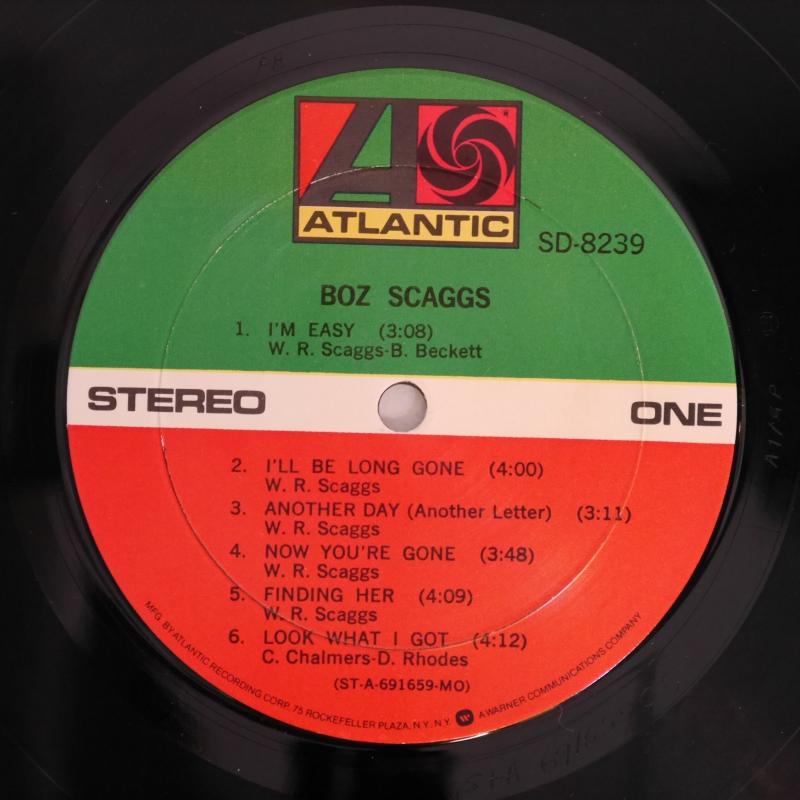 ATLANTIC
SD-8239
BOZ SCAGGS
1. I'M EASY (3:08)
W. R. Scaggs-B. Beckett
STEREO ONE
2. I'LL BE LONG GONE (4:00)
W. R. Scaggs
3. ANOTHER DAY (Another Letter) (3:11)
W. R. Scaggs
4. NOW YOU'RE GONE (3:48)
W. R. Scaggs
5. FINDING HER (4:09)
W. R. Scaggs
6. LOOK WHAT I GOT (4:12)
C. Chalmers-D. Rhodes
(ST-A-691659-MO)
MFG. BY ATLANTIC RECORDING CORP. 75 ROCKEFELLER PLAZA, N.Y. N.Y. A WARNER COMMUNICATIONS COMPANY